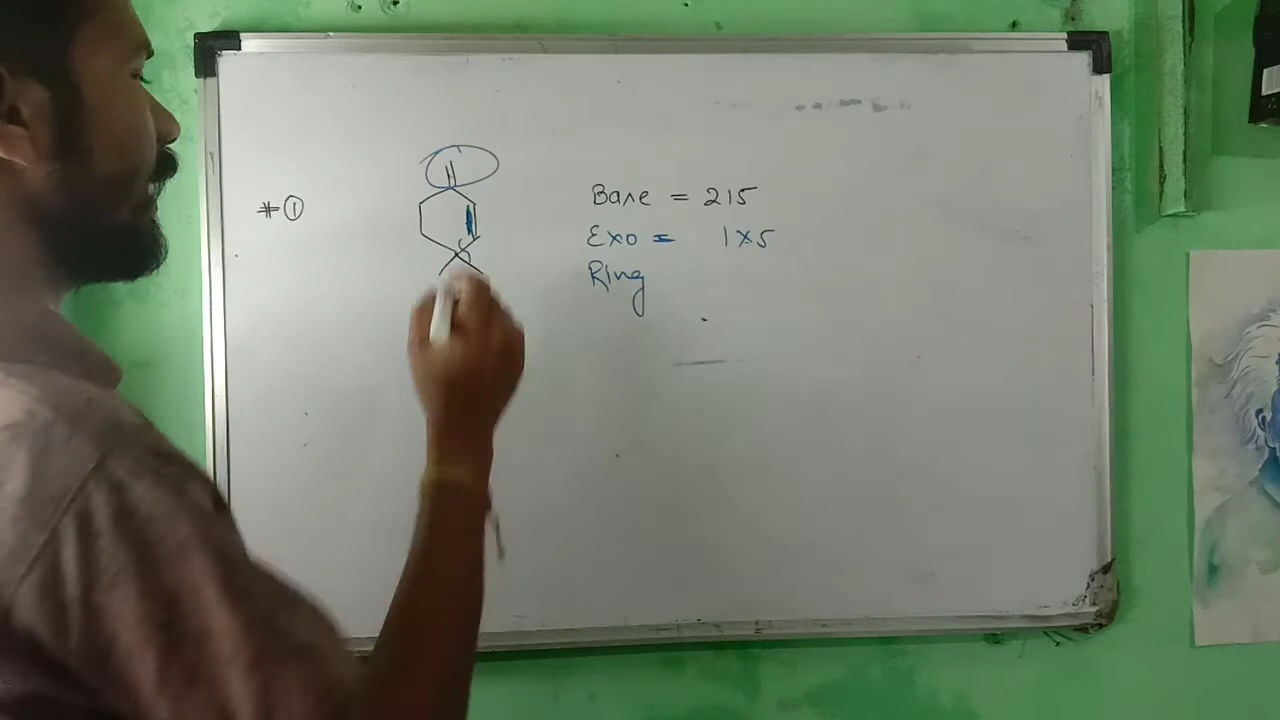 #①
Base = 215
Exo = 1×5
Ring